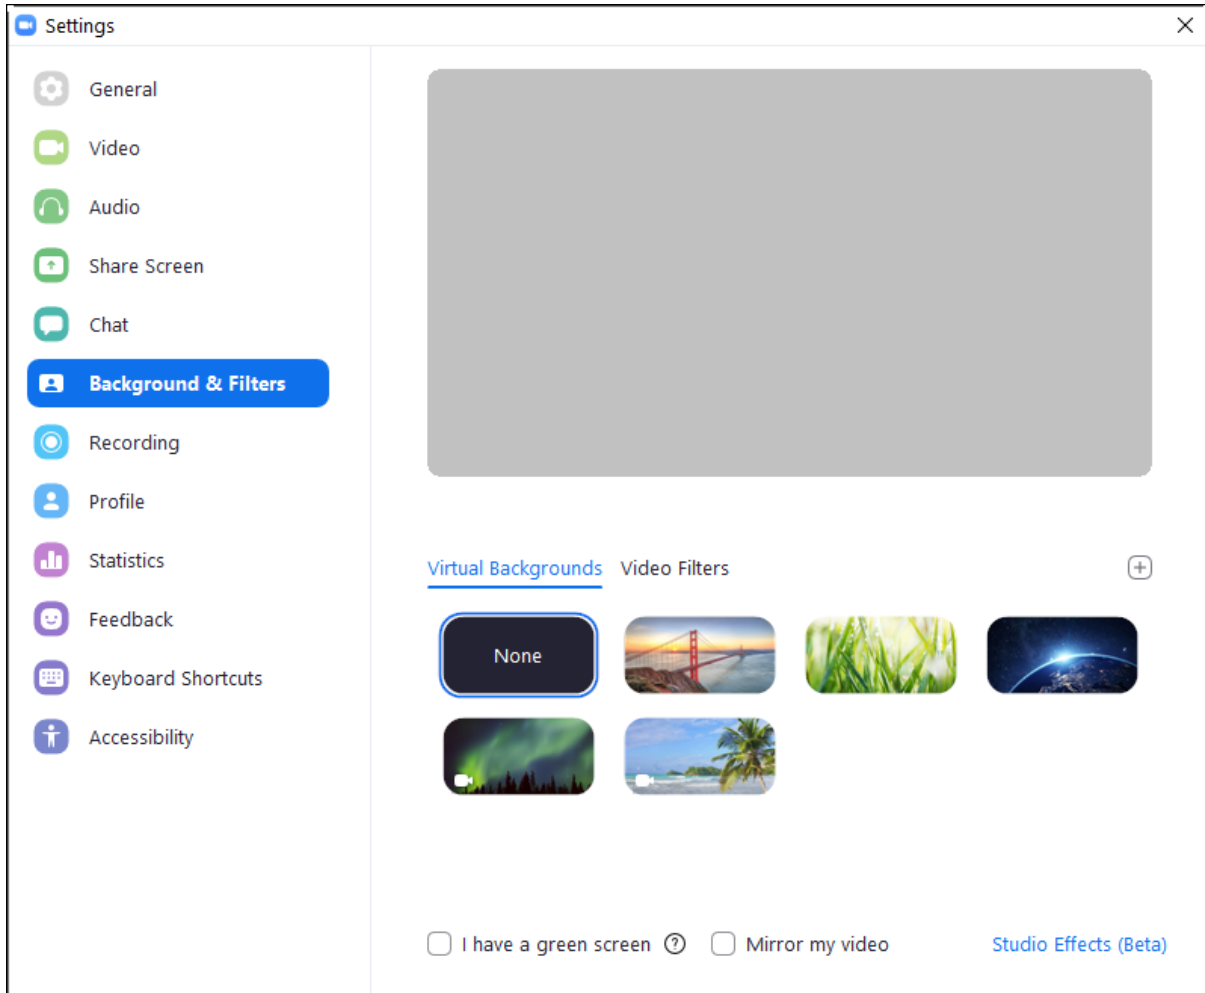 Settings
General
Video
Audio
Share Screen
Chat
Background & Filters
Recording
Profile
Statistics
Feedback
Keyboard Shortcuts
Accessibility
Virtual Backgrounds Video Filters
None
I have a green screen ? Mirror my video Studio Effects (Beta)